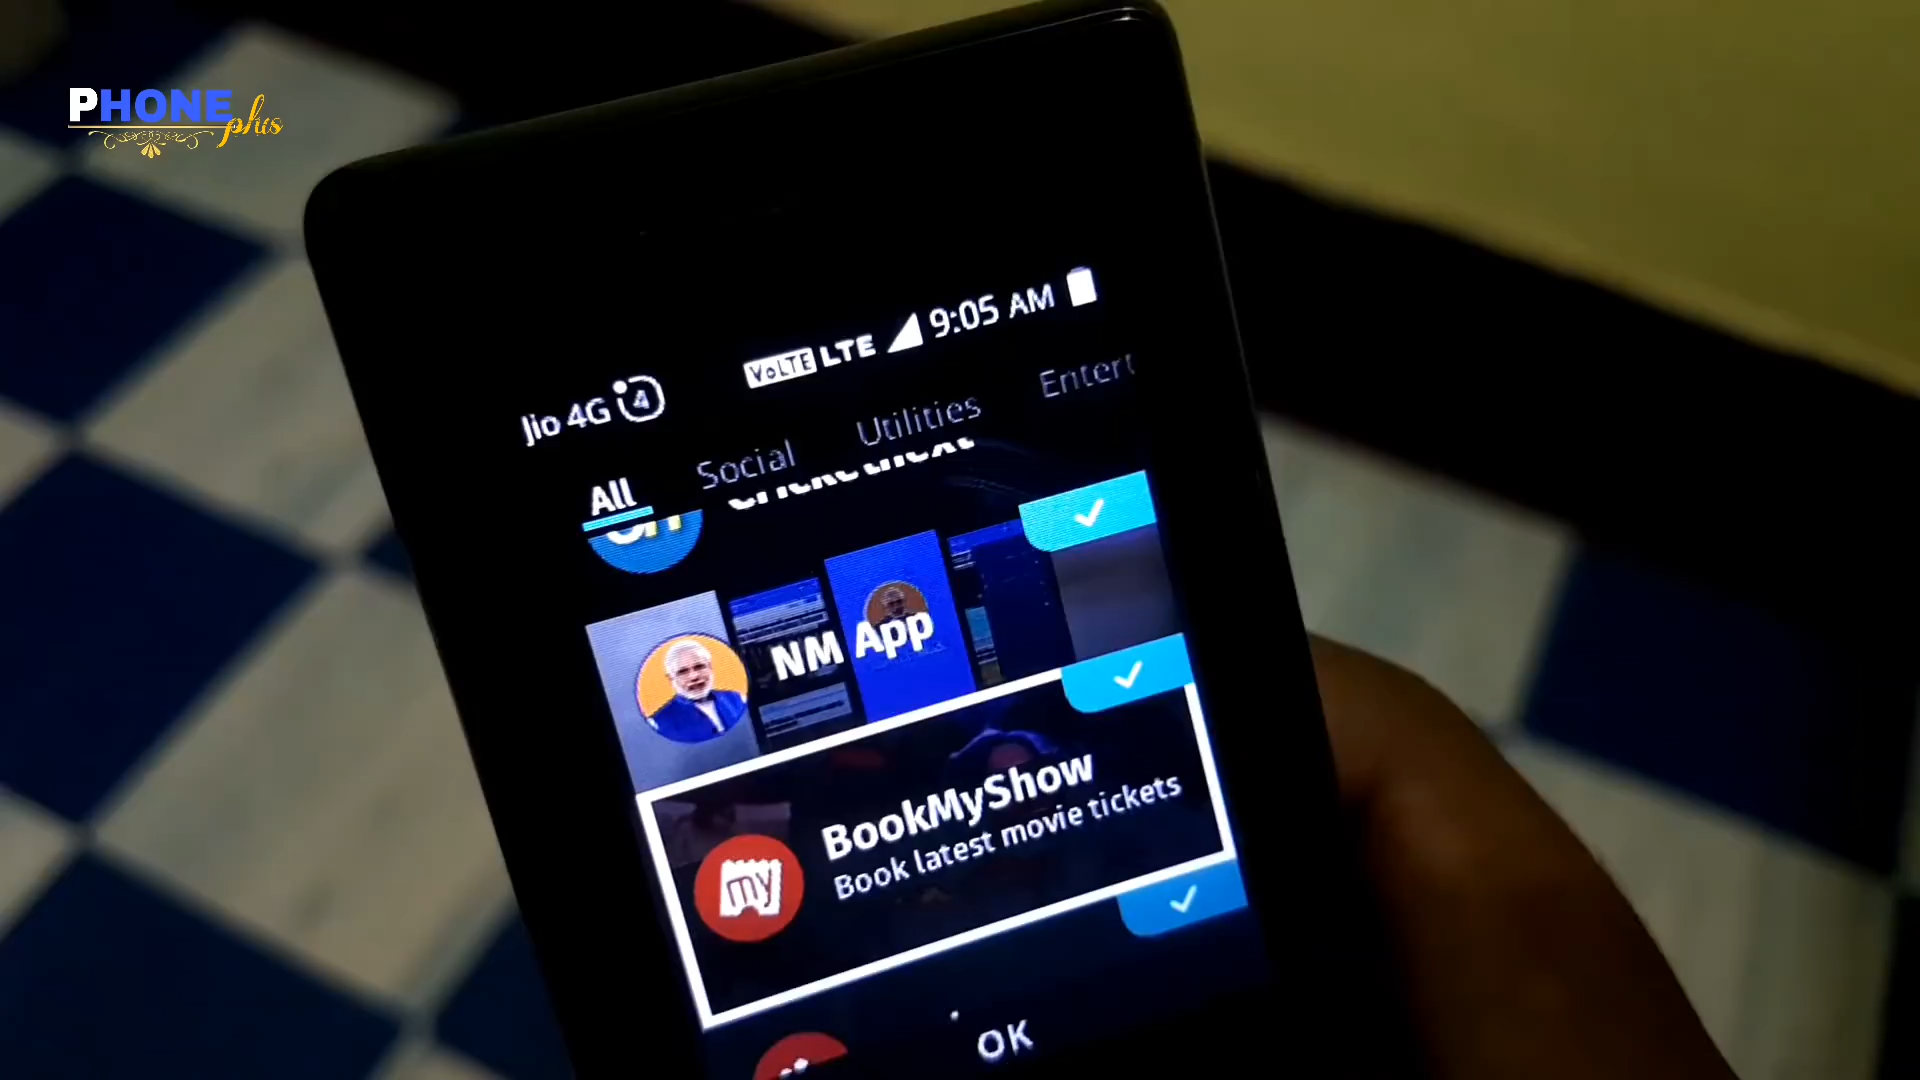 PHONE
plus
Jio 4G 4 VoLTE LTE 9:05 AM
All Social Utilities Entert
NM App
BookMyShow
Book latest movie tickets
my
OK